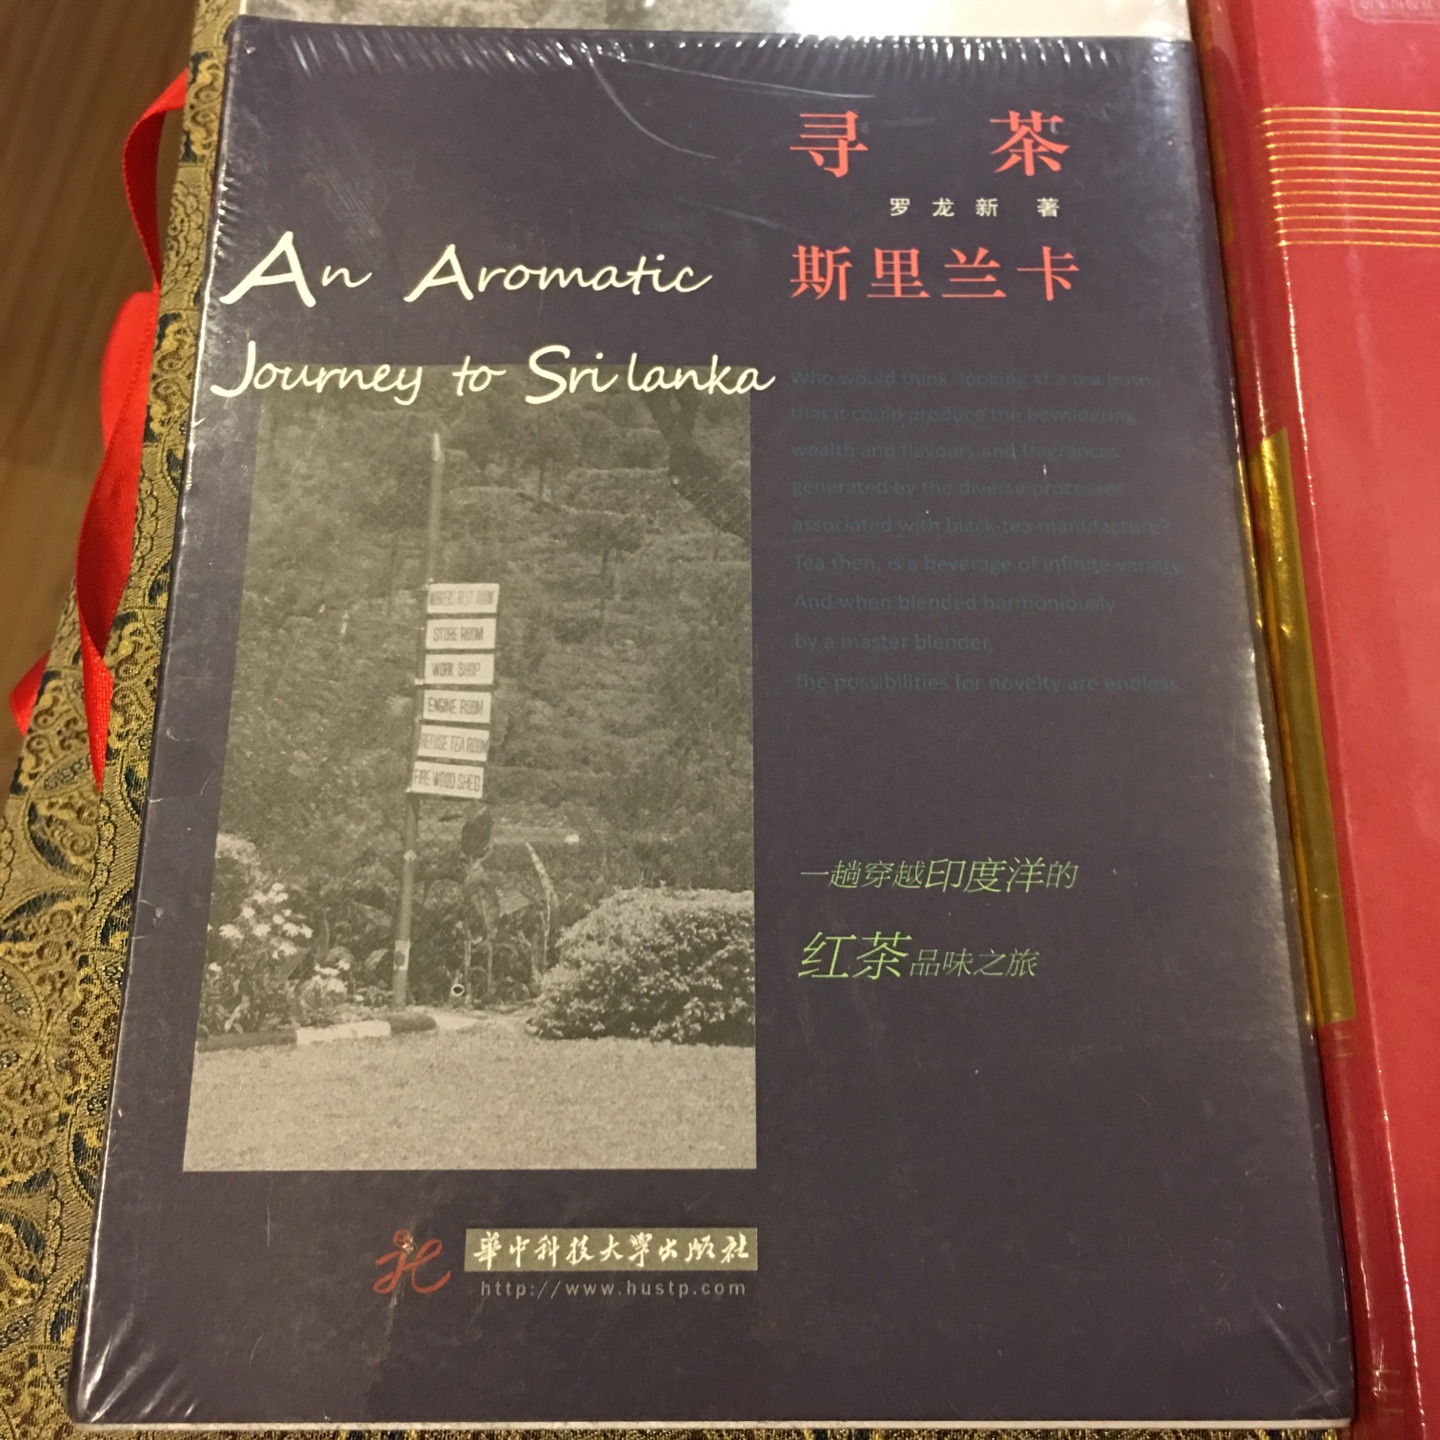 寻 茶
罗龙新 著
斯里兰卡
An Aromatic
Journey to Sri lanka
Who would think, looking at a tea bush,
that it could produce the bewildering
wealth and flavours and fragrances
generated by the diverse processes
associated with black tea manufacture?
Tea then, is a beverage of infinite variety.
And when blended harmoniously
by a master blender,
the possibilities for novelty are endless.
STORE ROOM
WORK SHOP
ENGINE ROOM
REFUSE TEA ROOM
FIRE WOOD SHED
一趟穿越印度洋的
红茶品味之旅
华中科技大学出版社
http://www.hustp.com